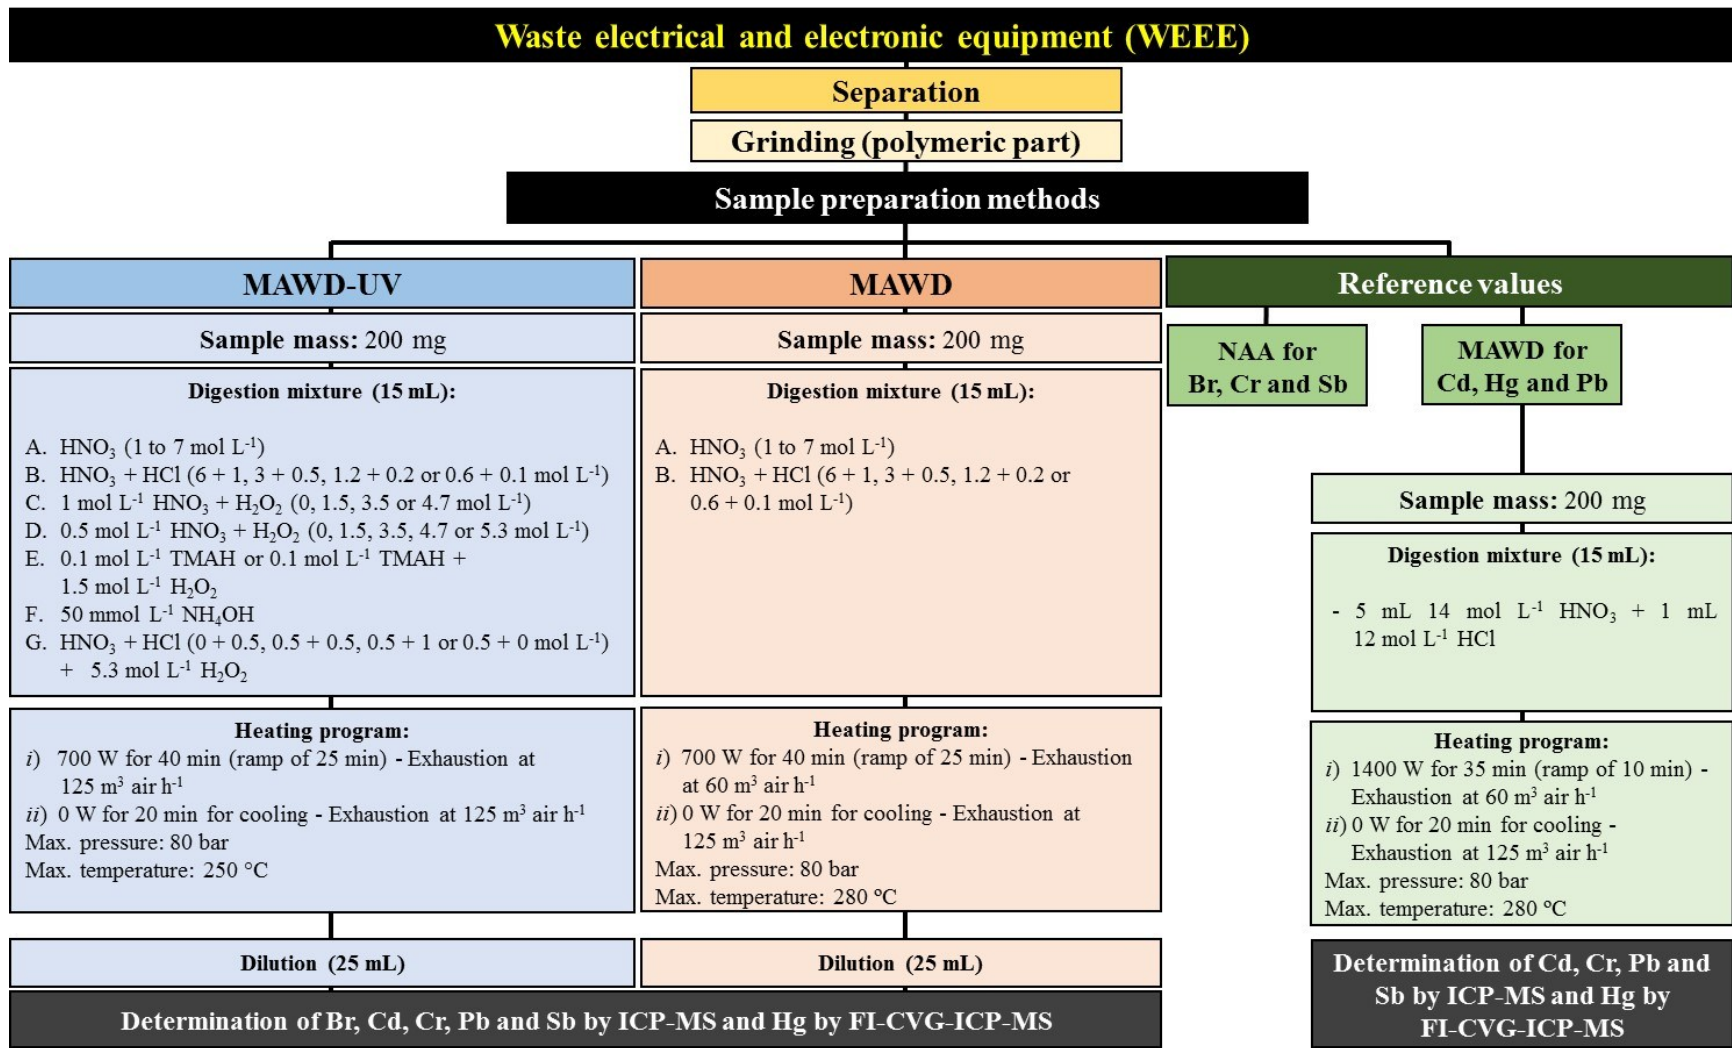 Waste electrical and electronic equipment (WEEE)
Separation
Grinding (polymeric part)
Sample preparation methods
MAWD-UV
Sample mass: 200 mg
Digestion mixture (15 mL):
A. HNO₃ (1 to 7 mol L⁻¹)
B. HNO₃ + HCl (6 + 1, 3 + 0.5, 1.2 + 0.2 or 0.6 + 0.1 mol L⁻¹)
C. 1 mol L⁻¹ HNO₃ + H₂O₂ (0, 1.5, 3.5 or 4.7 mol L⁻¹)
D. 0.5 mol L⁻¹ HNO₃ + H₂O₂ (0, 1.5, 3.5, 4.7 or 5.3 mol L⁻¹)
E. 0.1 mol L⁻¹ TMAH or 0.1 mol L⁻¹ TMAH +
1.5 mol L⁻¹ H₂O₂
F. 50 mmol L⁻¹ NH₄OH
G. HNO₃ + HCl (0 + 0.5, 0.5 + 0.5, 0.5 + 1 or 0.5 + 0 mol L⁻¹)
+ 5.3 mol L⁻¹ H₂O₂
Heating program:
i) 700 W for 40 min (ramp of 25 min) - Exhaustion at
125 m³ air h⁻¹
ii) 0 W for 20 min for cooling - Exhaustion at 125 m³ air h⁻¹
Max. pressure: 80 bar
Max. temperature: 250 °C
Dilution (25 mL)
MAWD
Sample mass: 200 mg
Digestion mixture (15 mL):
A. HNO₃ (1 to 7 mol L⁻¹)
B. HNO₃ + HCl (6 + 1, 3 + 0.5, 1.2 + 0.2 or
0.6 + 0.1 mol L⁻¹)
Heating program:
i) 700 W for 40 min (ramp of 25 min) - Exhaustion
at 60 m³ air h⁻¹
ii) 0 W for 20 min for cooling - Exhaustion at
125 m³ air h⁻¹
Max. pressure: 80 bar
Max. temperature: 280 ºC
Dilution (25 mL)
Determination of Br, Cd, Cr, Pb and Sb by ICP-MS and Hg by FI-CVG-ICP-MS
Reference values
NAA for
Br, Cr and Sb
MAWD for
Cd, Hg and Pb
Sample mass: 200 mg
Digestion mixture (15 mL):
- 5 mL 14 mol L⁻¹ HNO₃ + 1 mL
12 mol L⁻¹ HCl
Heating program:
i) 1400 W for 35 min (ramp of 10 min) -
Exhaustion at 60 m³ air h⁻¹
ii) 0 W for 20 min for cooling -
Exhaustion at 125 m³ air h⁻¹
Max. pressure: 80 bar
Max. temperature: 280 ºC
Determination of Cd, Cr, Pb and
Sb by ICP-MS and Hg by
FI-CVG-ICP-MS